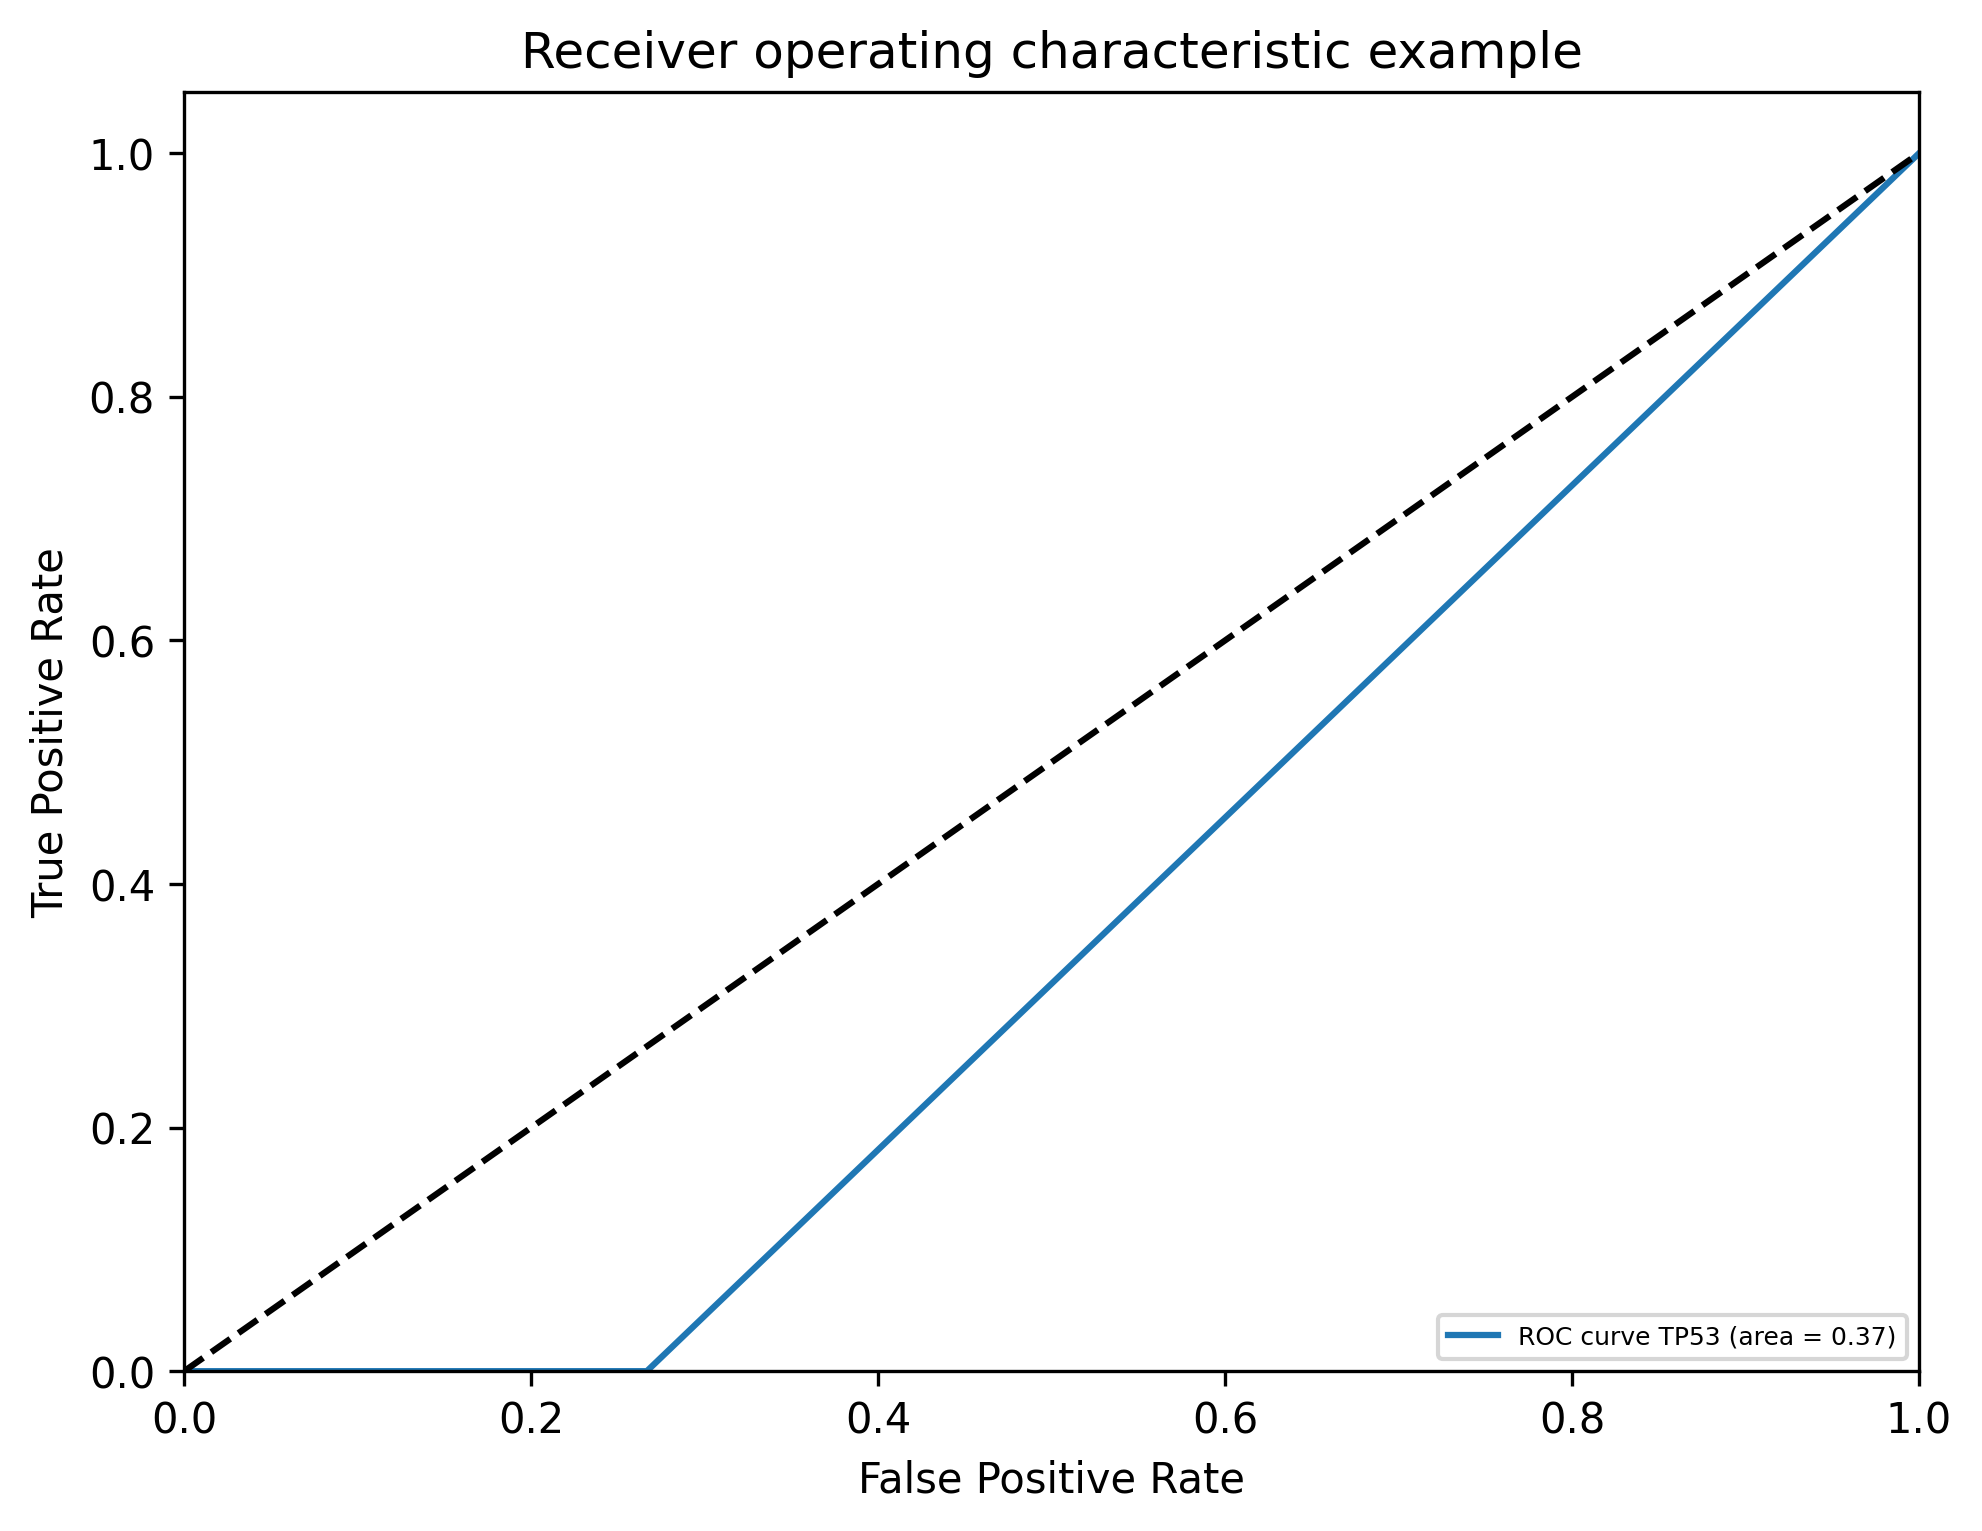 Receiver operating characteristic example
True Positive Rate
1.0
0.8
0.6
0.4
0.2
0.0
ROC curve TP53 (area = 0.37)
0.0 0.2 0.4 0.6 0.8 1.0
False Positive Rate